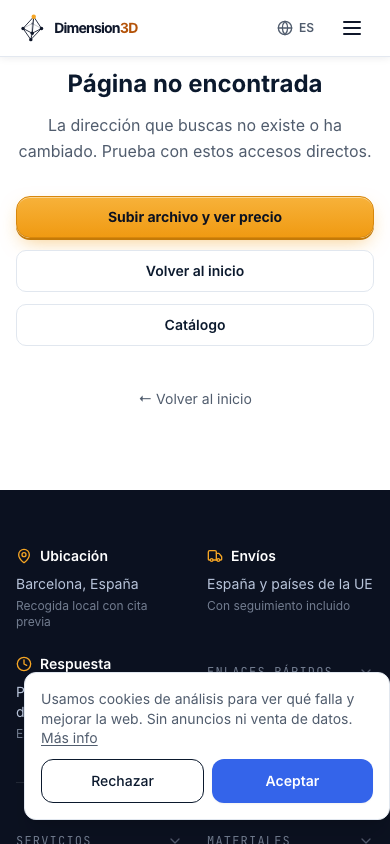 Dimension3D
ES
Página no encontrada
La dirección que buscas no existe o ha
cambiado. Prueba con estos accesos directos.
Subir archivo y ver precio
Volver al inicio
Catálogo
← Volver al inicio
Ubicación
Barcelona, España
Recogida local con cita
previa
Envíos
España y países de la UE
Con seguimiento incluido
Respuesta
ENLACES RÁPIDOS
Usamos cookies de análisis para ver qué falla y
mejorar la web. Sin anuncios ni venta de datos.
Más info
Rechazar
Aceptar
SERVICIOS
MATERIALES